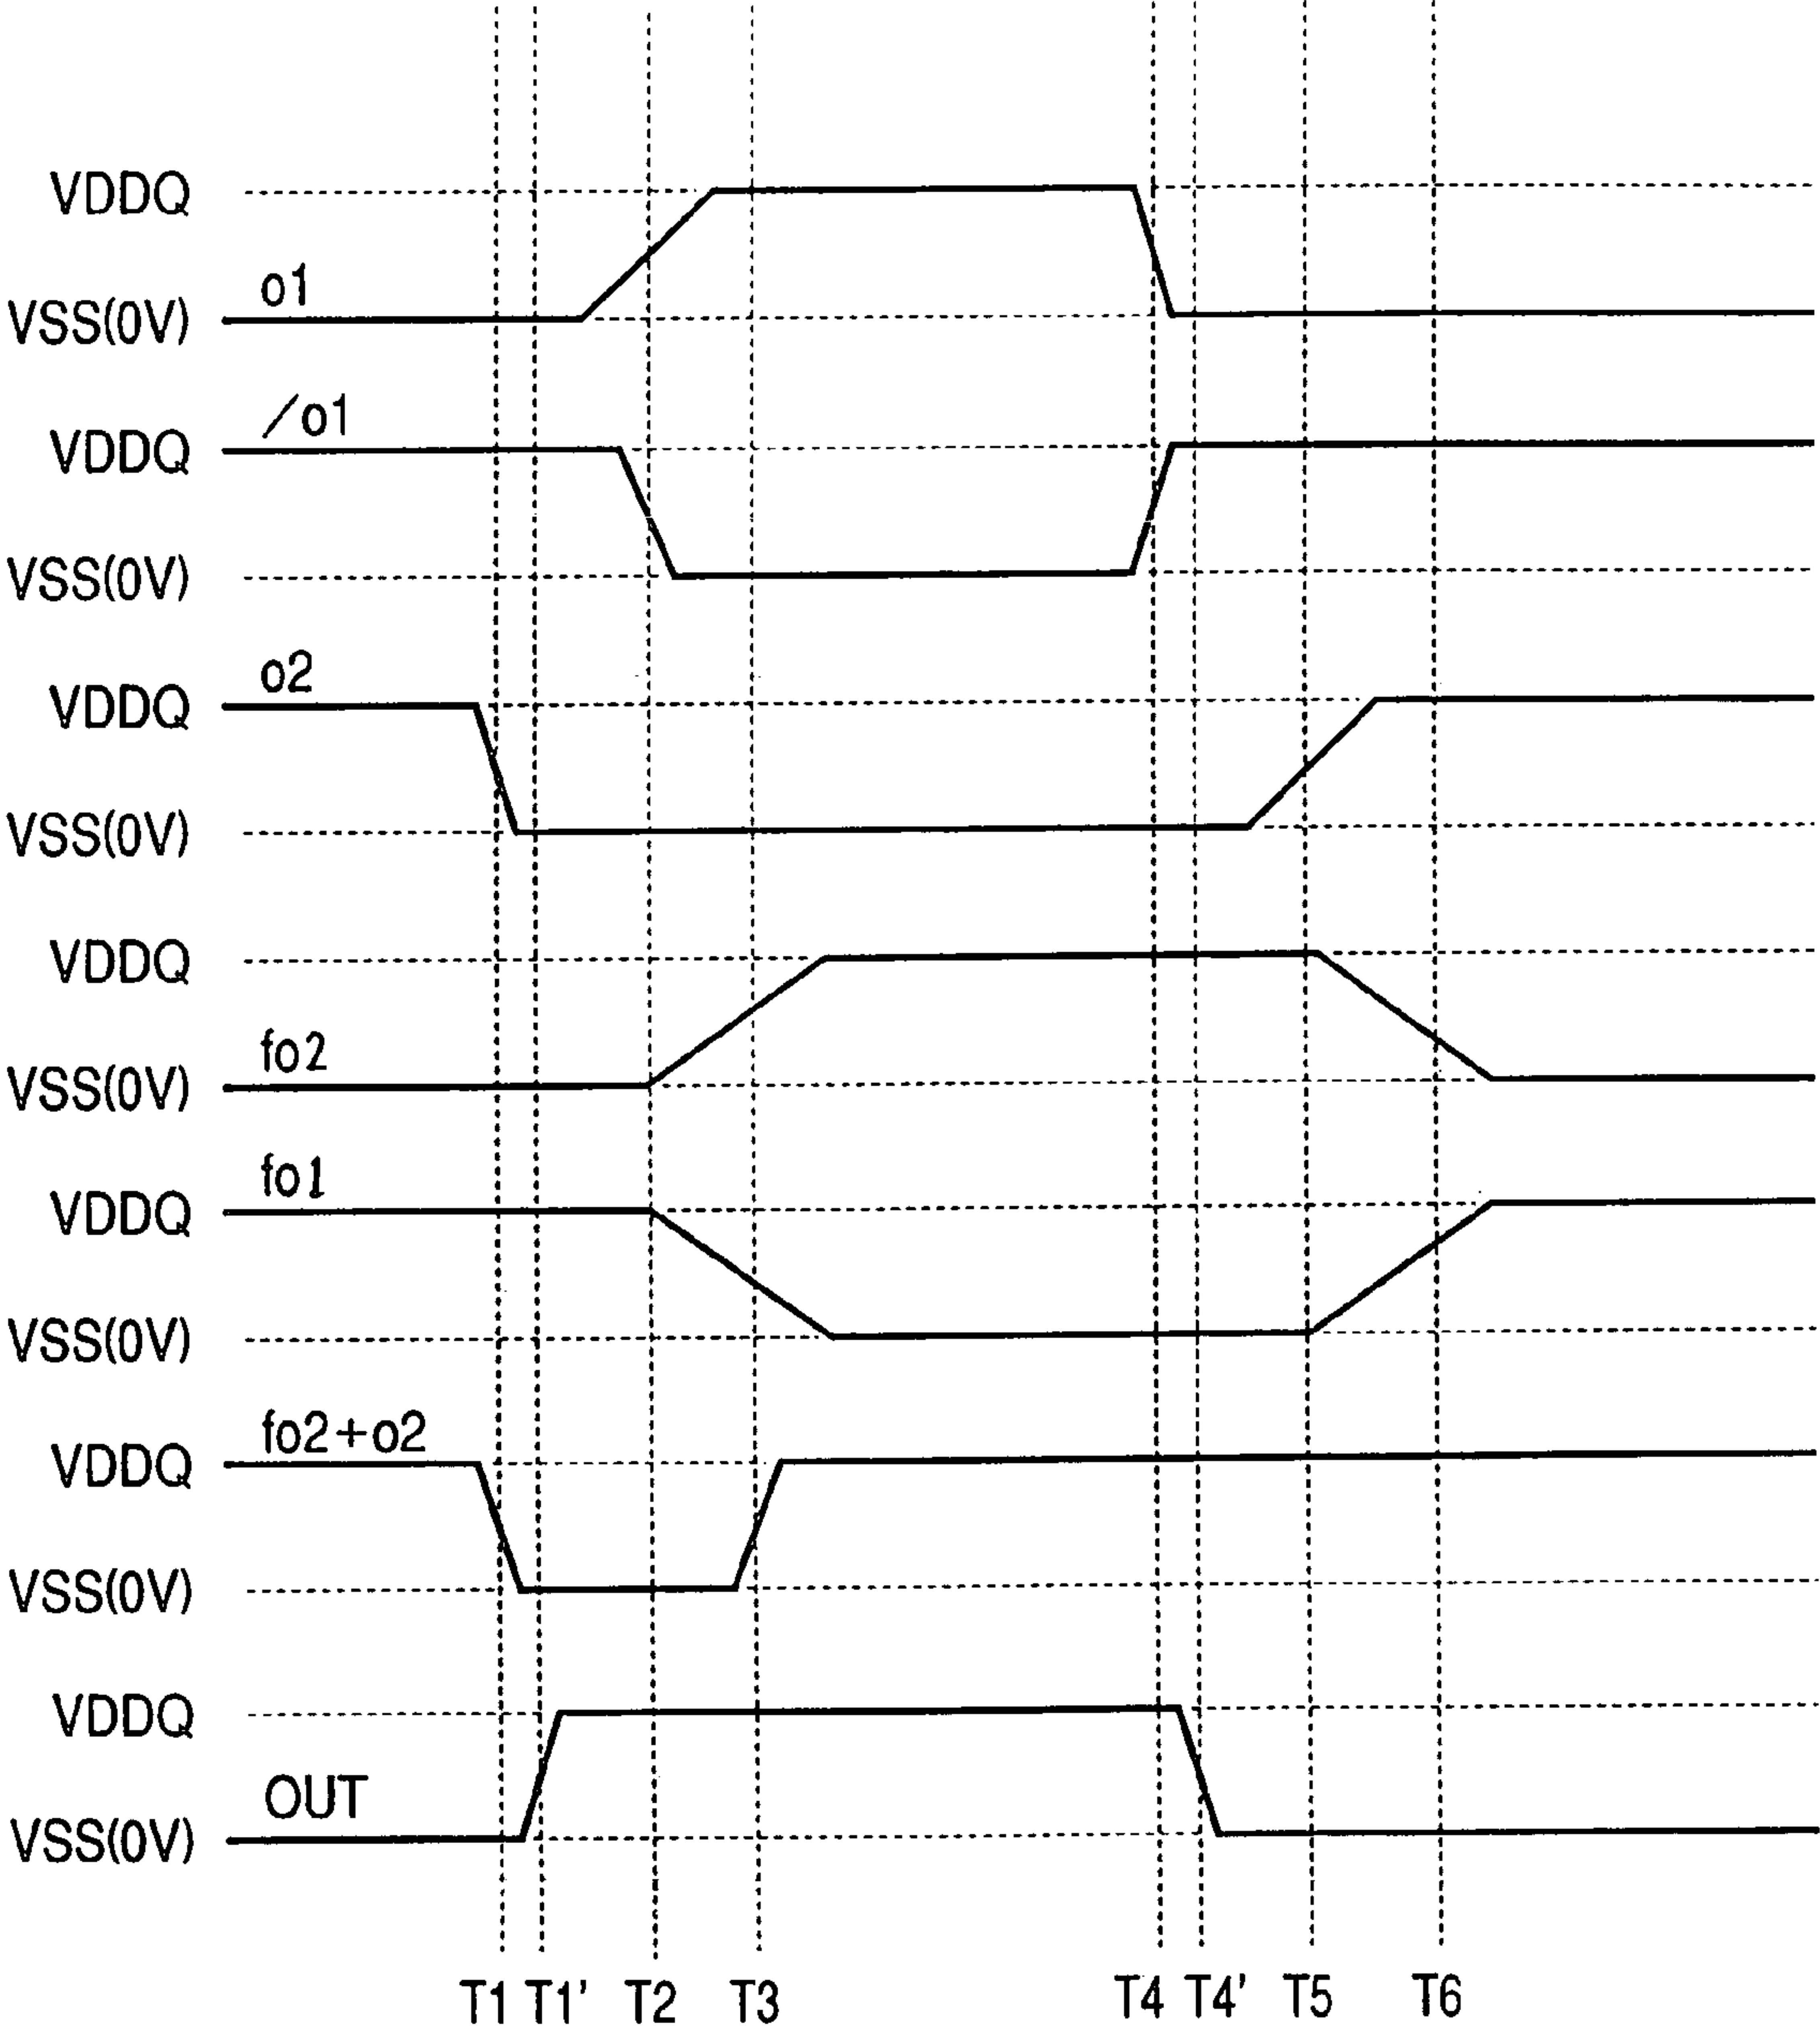 VDDQ
o1
VSS(0V)
/o1
VDDQ
VSS(0V)
o2
VDDQ
VSS(0V)
VDDQ
fo2
VSS(0V)
fo1
VDDQ
VSS(0V)
fo2+o2
VDDQ
VSS(0V)
VDDQ
OUT
VSS(0V)
T1 T1' T2 T3 T4 T4' T5 T6